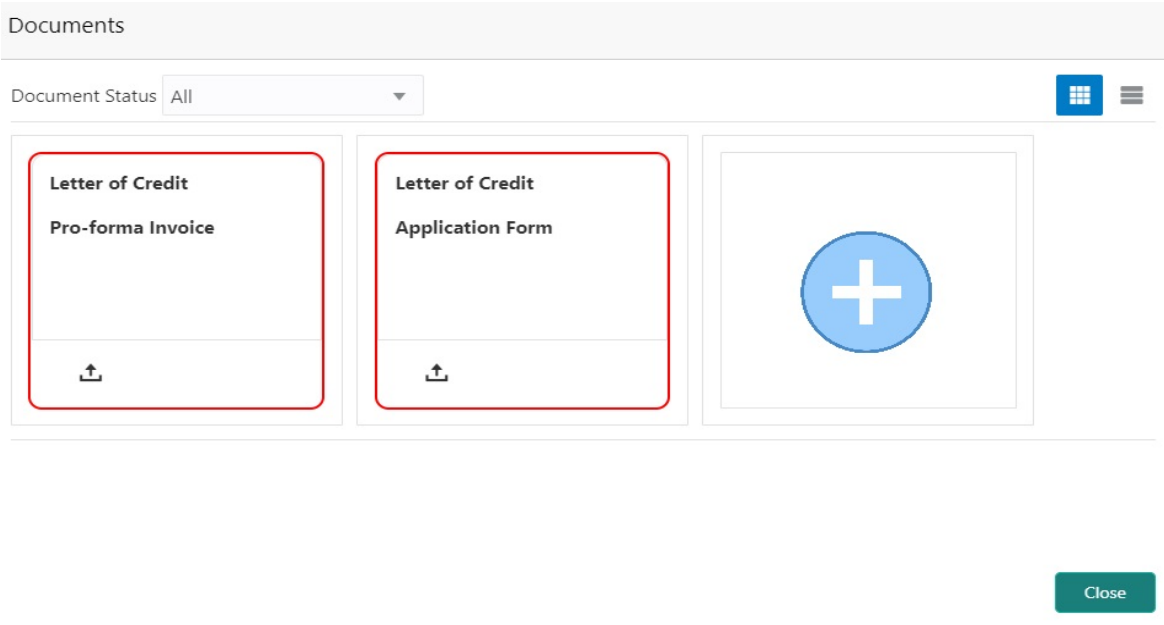 Documents
Document Status All
Letter of Credit
Pro-forma Invoice
Letter of Credit
Application Form
Close